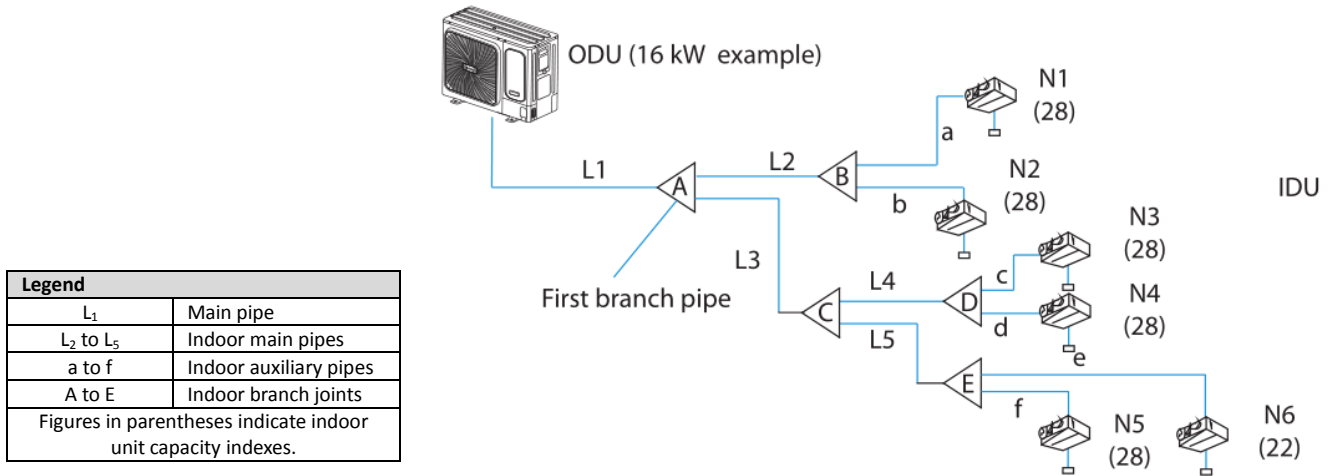 ODU (16 kW example)
N1
(28)
a
L1
L2
A
B
N2
(28)
b
IDU
N3
(28)
L3
c
L4
First branch pipe
C
D
N4
(28)
d
L5
e
E
f
N5
(28)
N6
(22)
Legend
L₁ Main pipe
L₂ to L₅ Indoor main pipes
a to f Indoor auxiliary pipes
A to E Indoor branch joints
Figures in parentheses indicate indoor
unit capacity indexes.